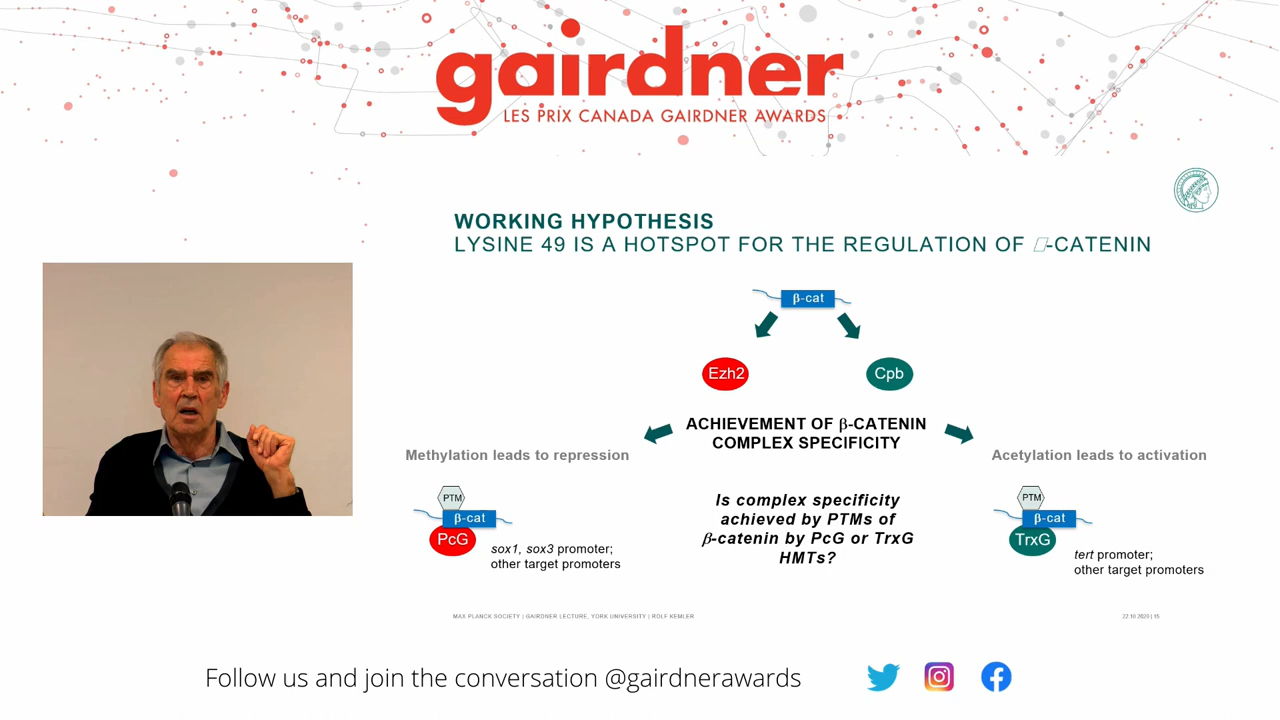 gairdner
LES PRIX CANADA GAIRDNER AWARDS
WORKING HYPOTHESIS
LYSINE 49 IS A HOTSPOT FOR THE REGULATION OF □-CATENIN
β-cat
Ezh2
Cpb
ACHIEVEMENT OF β-CATENIN
COMPLEX SPECIFICITY
Methylation leads to repression
Acetylation leads to activation
Is complex specificity
achieved by PTMs of
β-catenin by PcG or TrxG
HMTs?
PTM
β-cat
PcG
sox1, sox3 promoter;
other target promoters
PTM
β-cat
TrxG
tert promoter;
other target promoters
MAX PLANCK SOCIETY | GAIRDNER LECTURE, YORK UNIVERSITY | ROLF KEMLER
22.10.2020 | 15
Follow us and join the conversation @gairdnerawards